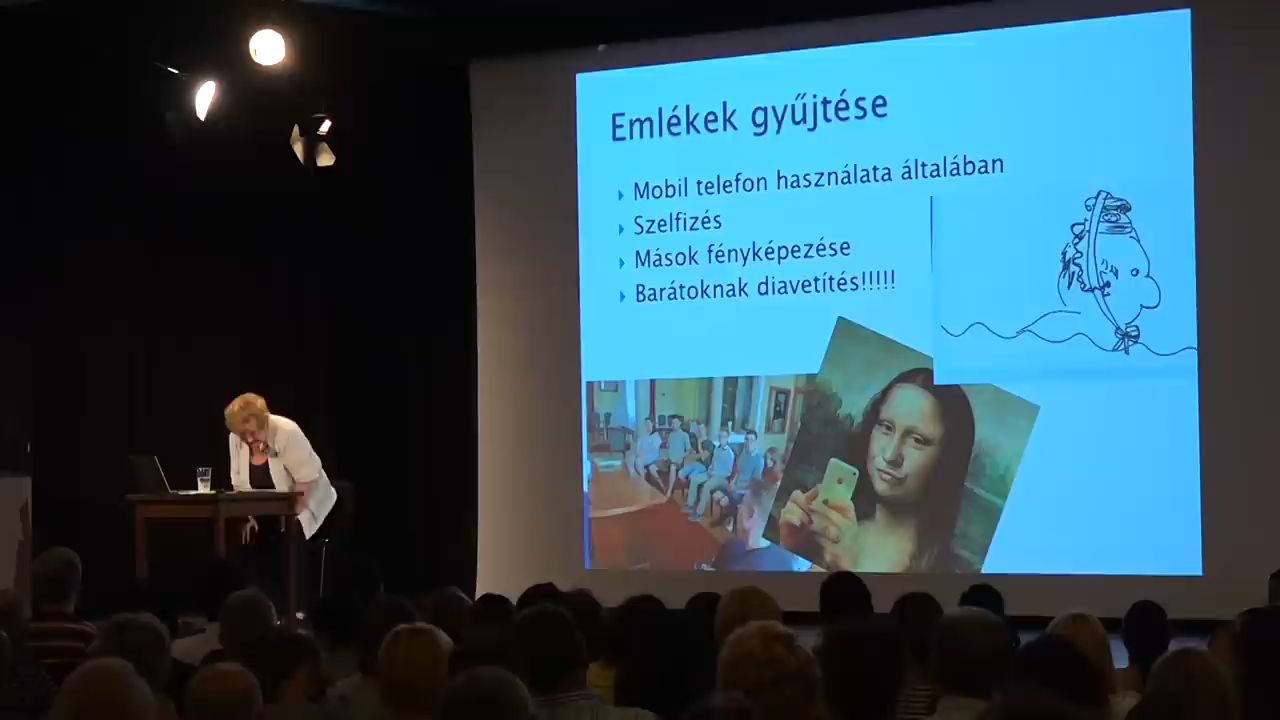 Emlékek gyűjtése
Mobil telefon használata általában
Szelfizés
Mások fényképezése
Barátoknak diavetítés!!!!!